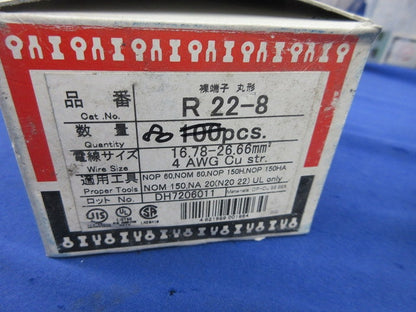 裸端子 丸形
品番 R 22-8
Cat.No.
数量 80 100pcs.
Quantity
電線サイズ 16.78-26.66mm²
Wire Size 4 AWG Cu str.
適用工具 NOP 60,NOM 60,NOP 150H,NOP 150HA
Proper Tools NOM 150,NA 20(N20 22) UL only
ロット No. DH7206011
JIS